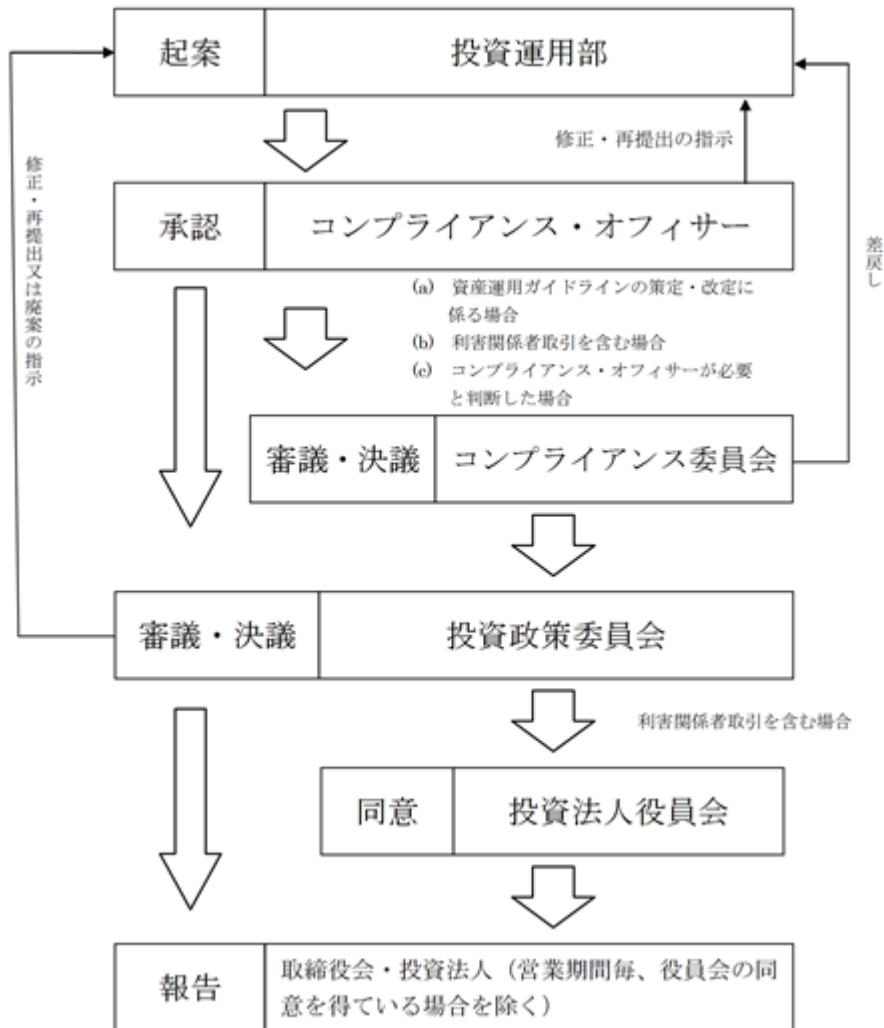 起案
投資運用部
修正・再提出の指示
承認
コンプライアンス・オフィサー
修正・再提出又は廃案の指示
差戻し
(a) 資産運用ガイドラインの策定・改定に
係る場合
(b) 利害関係者取引を含む場合
(c) コンプライアンス・オフィサーが必要
と判断した場合
審議・決議
コンプライアンス委員会
審議・決議
投資政策委員会
利害関係者取引を含む場合
同意
投資法人役員会
報告
取締役会・投資法人（営業期間毎、役員会の同
意を得ている場合を除く）